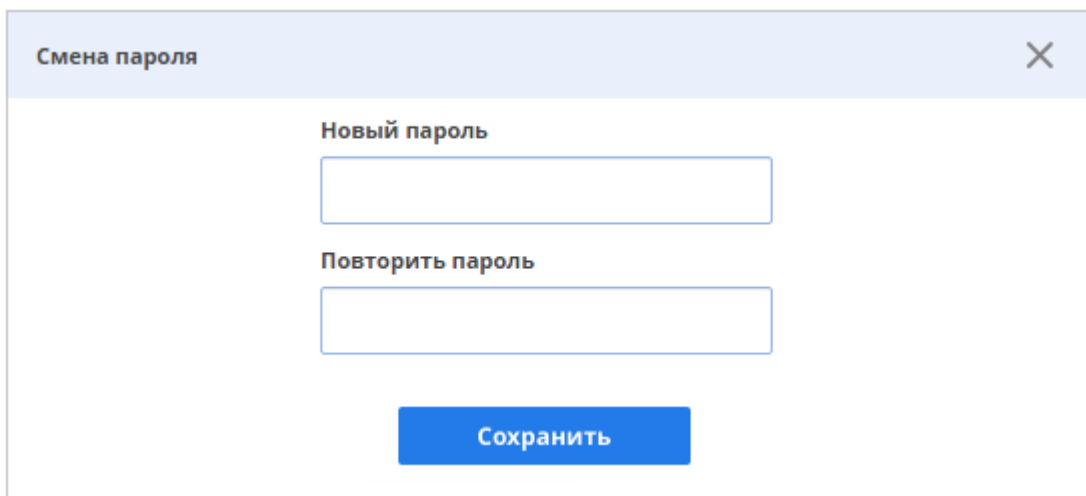 Смена пароля
Новый пароль
Повторить пароль
Сохранить